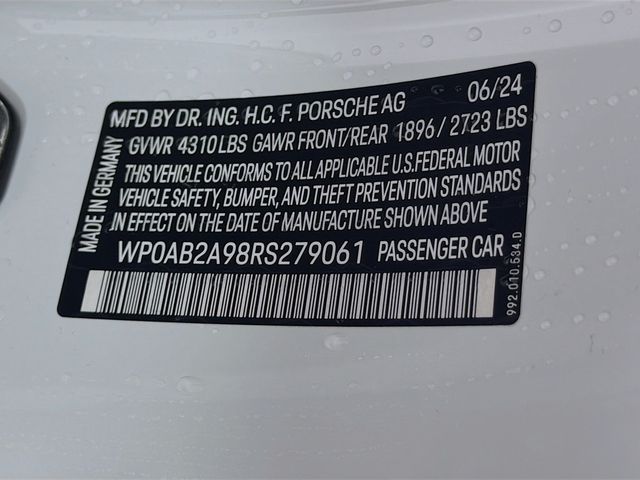 MFD BY DR. ING. H.C. F. PORSCHE AG 06/24
GVWR 4310 LBS GAWR FRONT/REAR 1896 / 2723 LBS
THIS VEHICLE CONFORMS TO ALL APPLICABLE U.S. FEDERAL MOTOR
VEHICLE SAFETY, BUMPER, AND THEFT PREVENTION STANDARDS
IN EFFECT ON THE DATE OF MANUFACTURE SHOWN ABOVE
WP0AB2A98RS279061 PASSENGER CAR
MADE IN GERMANY
992.010.534.D